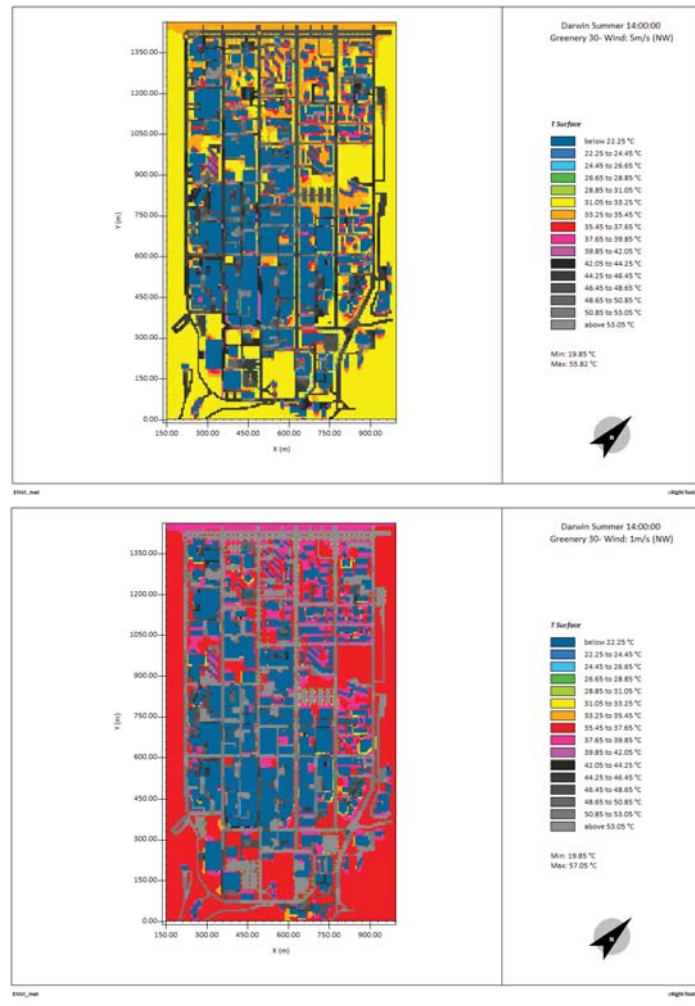 Darwin Summer 14:00:00
Greenery 30- Wind: 5m/s (NW)
T Surface
below 22.25 °C
22.25 to 24.45 °C
24.45 to 26.65 °C
26.65 to 28.85 °C
28.85 to 31.05 °C
31.05 to 33.25 °C
33.25 to 35.45 °C
35.45 to 37.65 °C
37.65 to 39.85 °C
39.85 to 42.05 °C
42.05 to 44.25 °C
44.25 to 46.45 °C
46.45 to 48.65 °C
48.65 to 50.85 °C
50.85 to 53.05 °C
above 53.05 °C
Min: 19.85 °C
Max: 55.82 °C
N
Y (m)
1350.00
1200.00
1050.00
900.00
750.00
600.00
450.00
300.00
150.00
0.00
150.00 300.00 450.00 600.00 750.00 900.00
X (m)
ENVI_met
Darwin Summer 14:00:00
Greenery 30- Wind: 1m/s (NW)
T Surface
below 22.25 °C
22.25 to 24.45 °C
24.45 to 26.65 °C
26.65 to 28.85 °C
28.85 to 31.05 °C
31.05 to 33.25 °C
33.25 to 35.45 °C
35.45 to 37.65 °C
37.65 to 39.85 °C
39.85 to 42.05 °C
42.05 to 44.25 °C
44.25 to 46.45 °C
46.45 to 48.65 °C
48.65 to 50.85 °C
50.85 to 53.05 °C
above 53.05 °C
Min: 19.85 °C
Max: 57.05 °C
N
Y (m)
1350.00
1200.00
1050.00
900.00
750.00
600.00
450.00
300.00
150.00
0.00
150.00 300.00 450.00 600.00 750.00 900.00
X (m)
ENVI_met